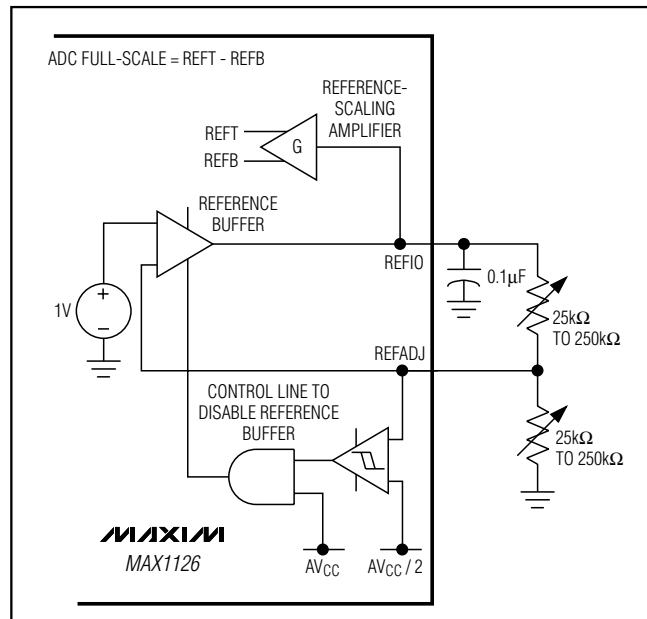 ADC FULL-SCALE = REFT - REFB
REFERENCE-
SCALING
AMPLIFIER
REFT
REFB
G
REFERENCE
BUFFER
REFIO
0.1µF
1V
+
−
25kΩ
TO 250kΩ
REFADJ
CONTROL LINE TO
DISABLE REFERENCE
BUFFER
25kΩ
TO 250kΩ
MAXIM
MAX1126
AVCC
AVCC / 2